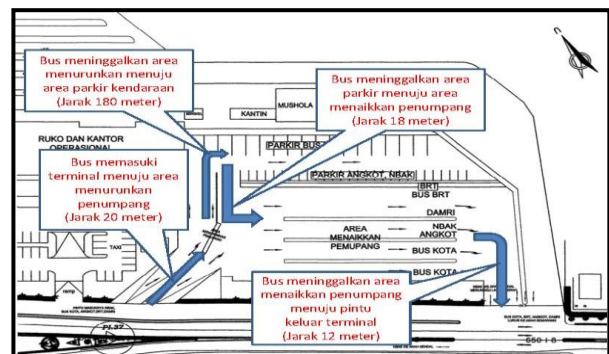 Bus meninggalkan area
menurunkan menuju
area parkir kendaraan
(Jarak 180 meter)
Bus meninggalkan area
parkir menuju area
menaikkan penumpang
(Jarak 18 meter)
MUSHOLA
KANTIN
RUKO DAN KANTOR
OPERASIONAL
PARKIR BUS
Bus memasuki
terminal menuju area
menurunkan
penumpang
(Jarak 20 meter)
PARKIR ANGKOT, NBAK
BRT
BUS BRT
DAMRI
NBAK
ANGKOT
AREA
MENAIKKAN
PEMUPANG
BUS KOTA
BUS KOTA
TAXI
ramp
Bus meninggalkan area
menaikkan penumpang
menuju pintu
keluar terminal
(Jarak 12 meter)